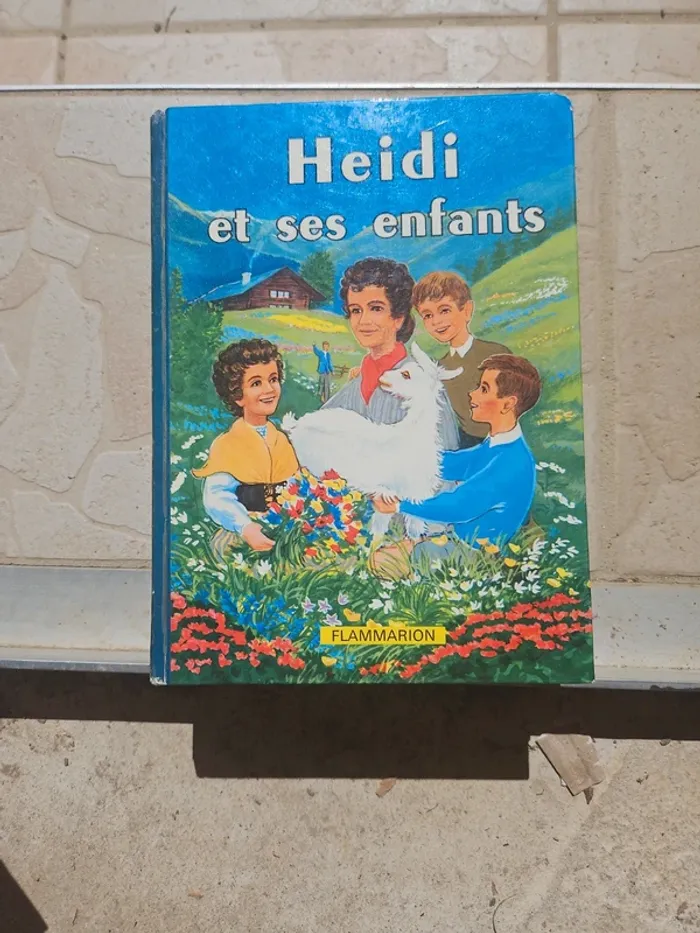 Heidi
et ses enfants
FLAMMARION